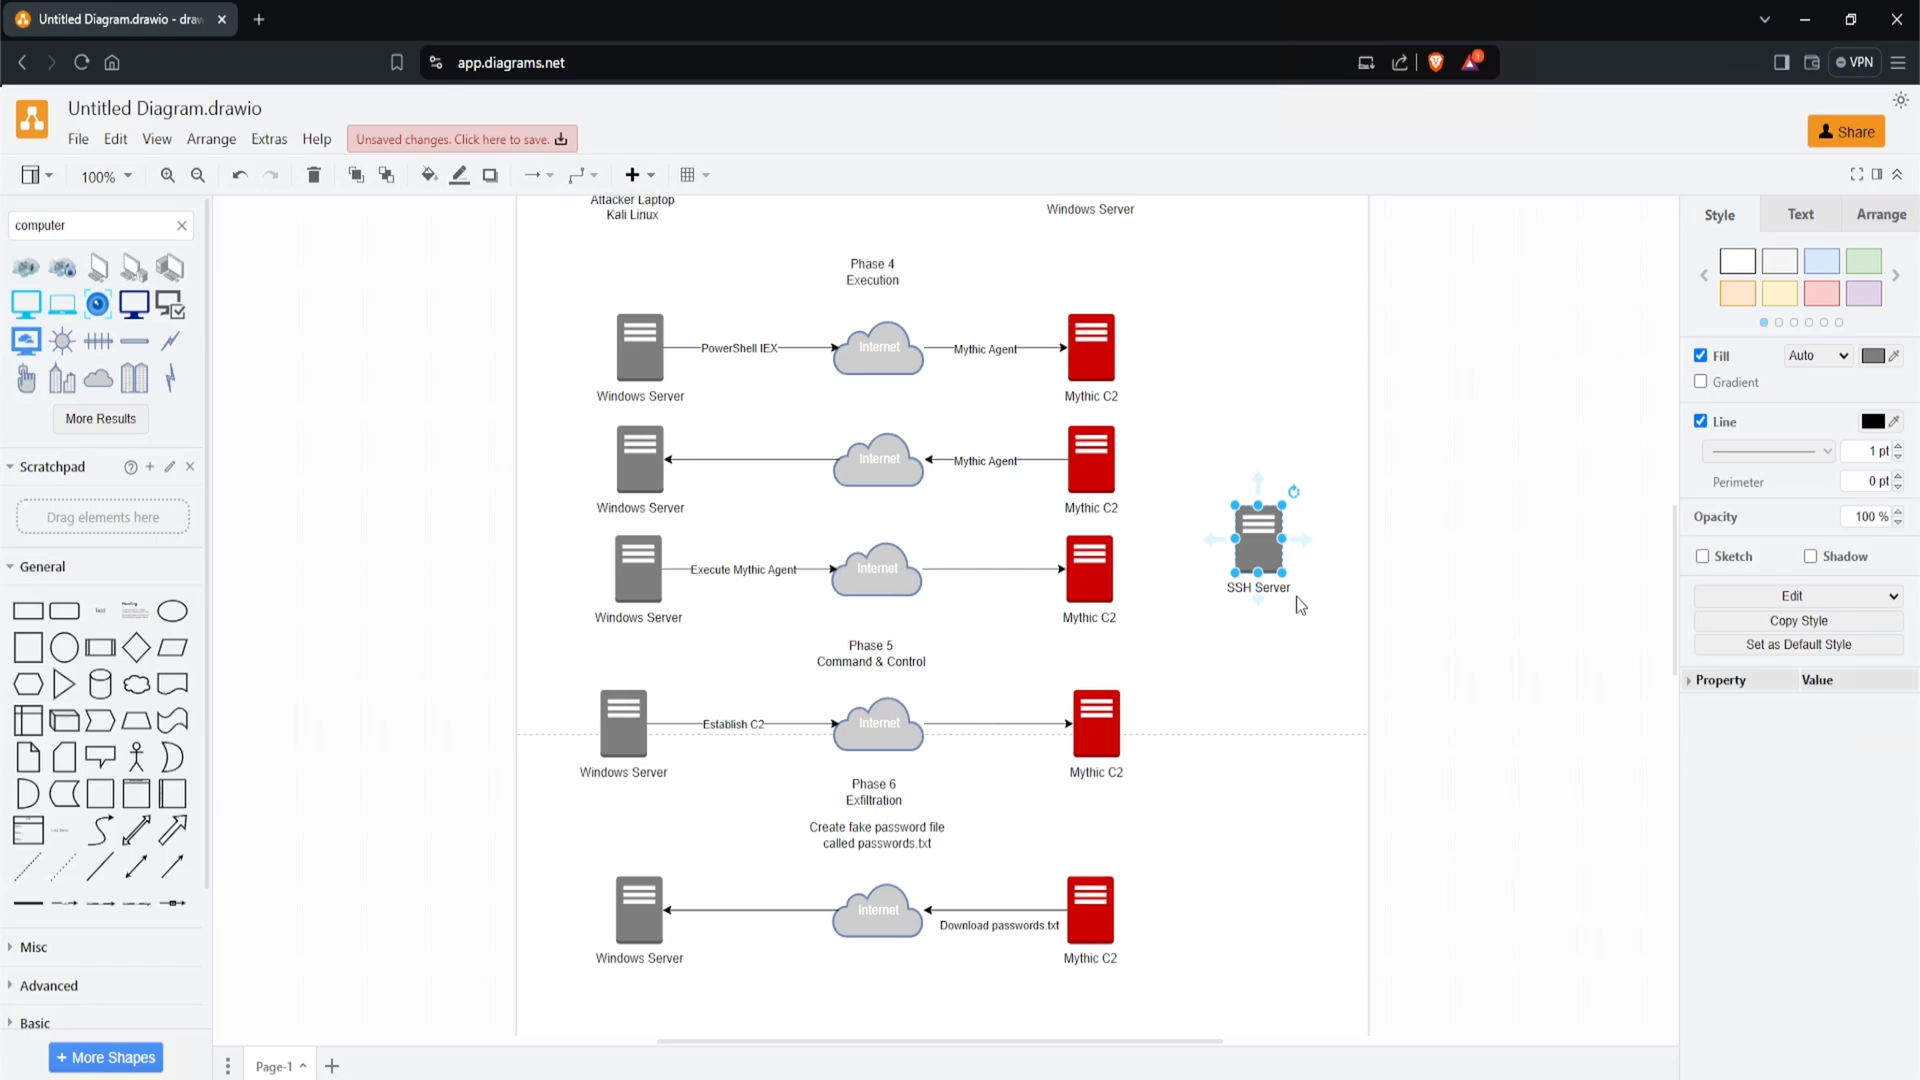 Untitled Diagram.drawio - draw
app.diagrams.net
1
VPN
Untitled Diagram.drawio
File Edit View Arrange Extras Help
Unsaved changes. Click here to save.
Share
100%
computer
More Results
Scratchpad
Drag elements here
General
Text
Heading
List Item
Misc
Advanced
Basic
+ More Shapes
Attacker Laptop
Kali Linux
Windows Server
Phase 4
Execution
PowerShell IEX
Internet
Mythic Agent
Windows Server
Mythic C2
Internet
Mythic Agent
Windows Server
Mythic C2
SSH Server
Execute Mythic Agent
Internet
Windows Server
Mythic C2
Phase 5
Command & Control
Establish C2
Internet
Windows Server
Mythic C2
Phase 6
Exfiltration
Create fake password file
called passwords.txt
Internet
Download passwords.txt
Windows Server
Mythic C2
Page-1
Style
Text
Arrange
Fill
Auto
Gradient
Line
1 pt
Perimeter
0 pt
Opacity
100 %
Sketch
Shadow
Edit
Copy Style
Set as Default Style
Property
Value